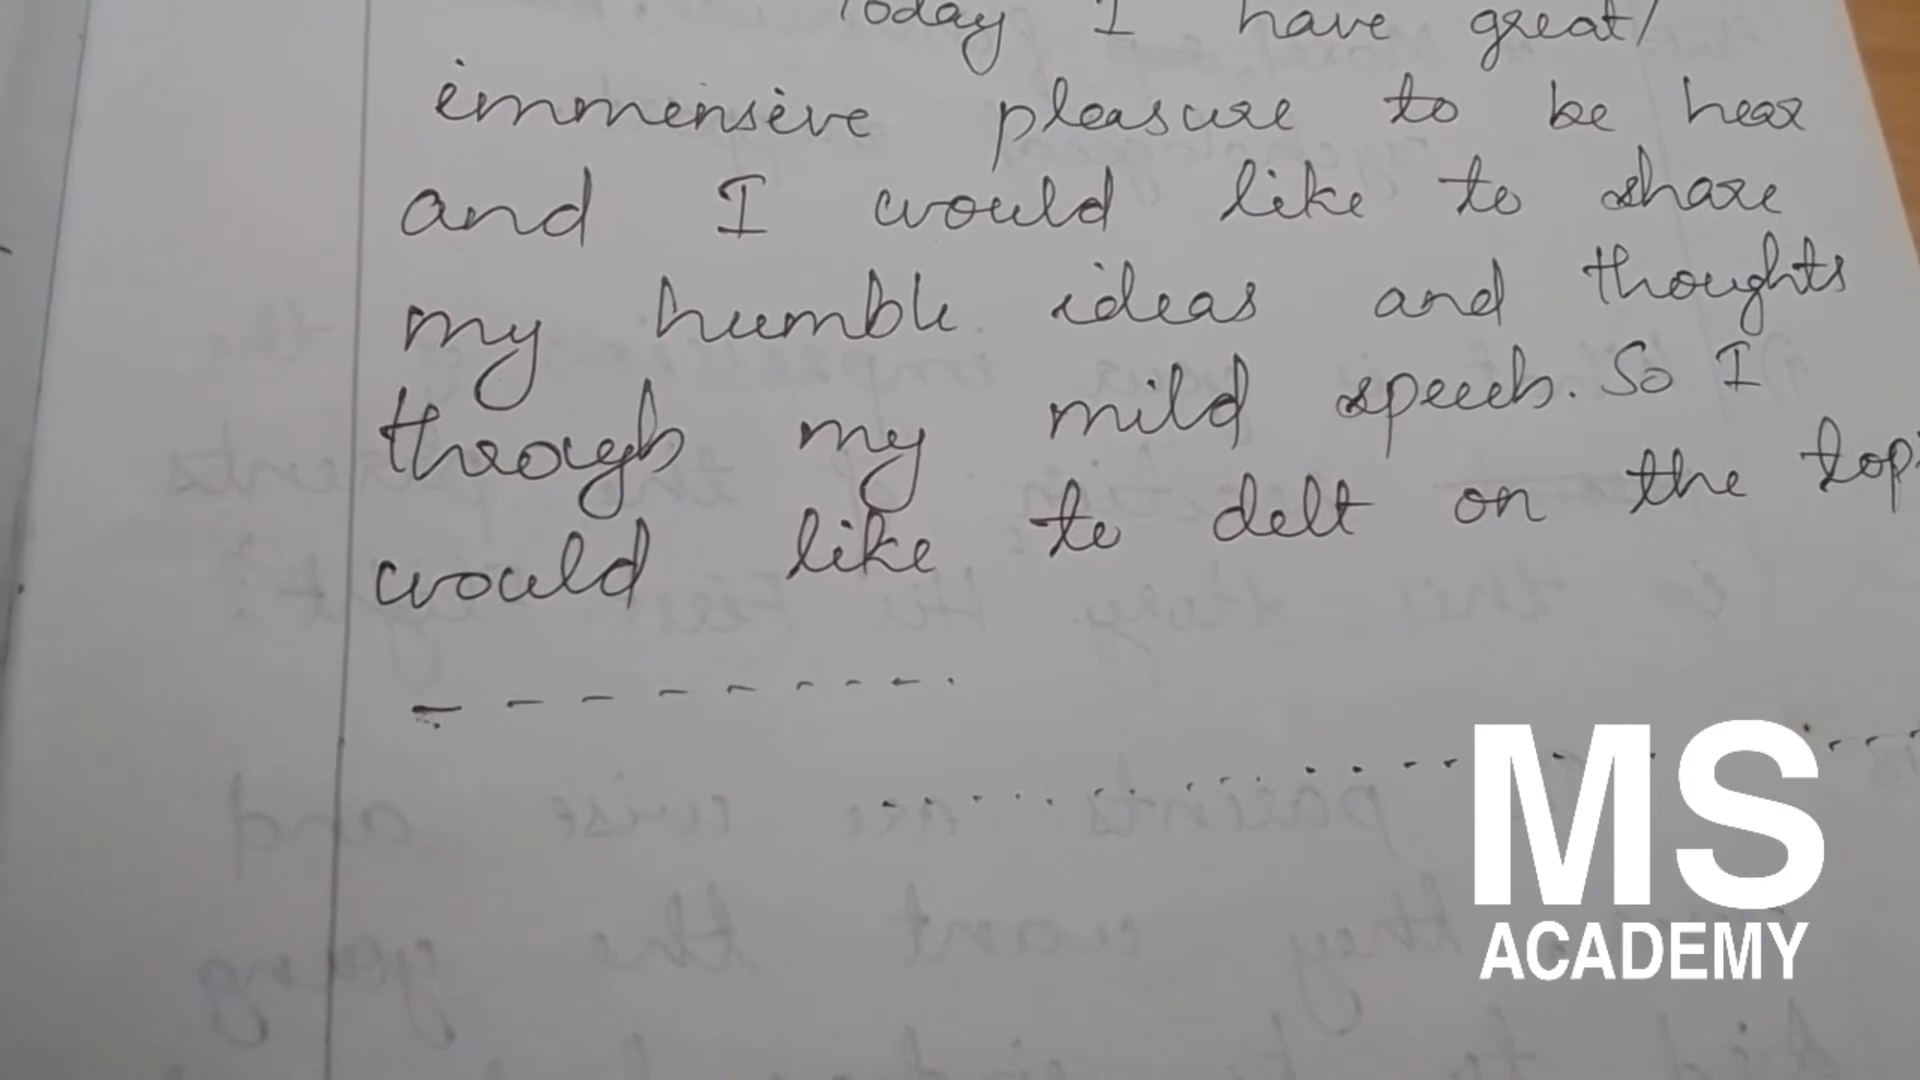 Today I have great/
immensive pleasure to be hear
and I would like to share
my humble ideas and thoughts
through my mild speech. So I
would like to delt on the topi
MS
ACADEMY